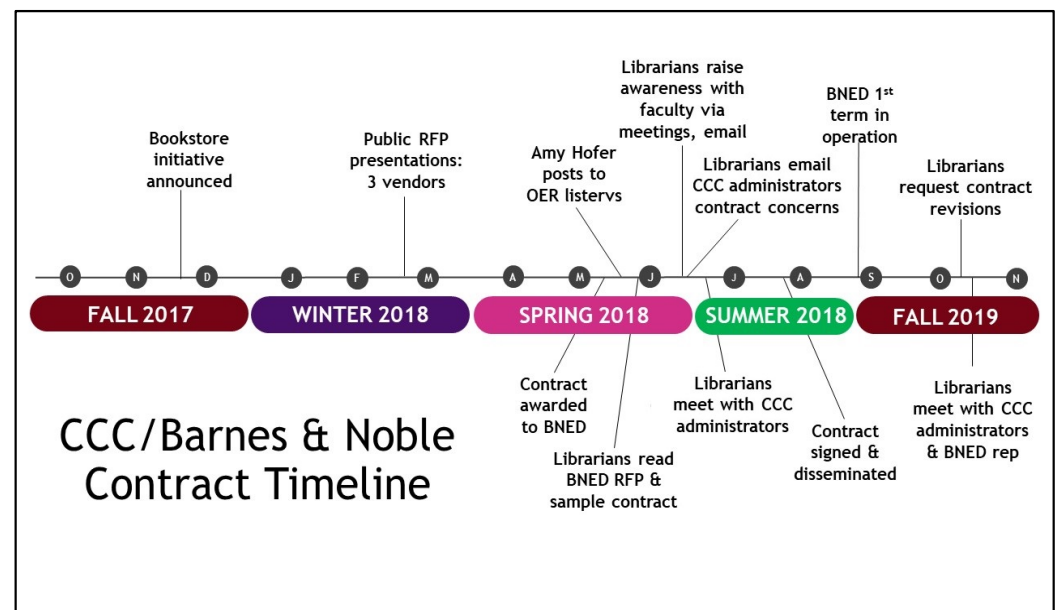 Bookstore
initiative
announced
Public RFP
presentations:
3 vendors
Amy Hofer
posts to
OER listervs
Librarians raise
awareness with
faculty via
meetings, email
Librarians email
CCC administrators
contract concerns
BNED 1st
term in
operation
Librarians
request contract
revisions
O N D J F M A M J J A S O N
FALL 2017 WINTER 2018 SPRING 2018 SUMMER 2018 FALL 2019
Contract
awarded
to BNED
Librarians read
BNED RFP &
sample contract
Librarians
meet with CCC
administrators
Contract
signed &
disseminated
Librarians
meet with CCC
administrators
& BNED rep
CCC/Barnes & Noble
Contract Timeline